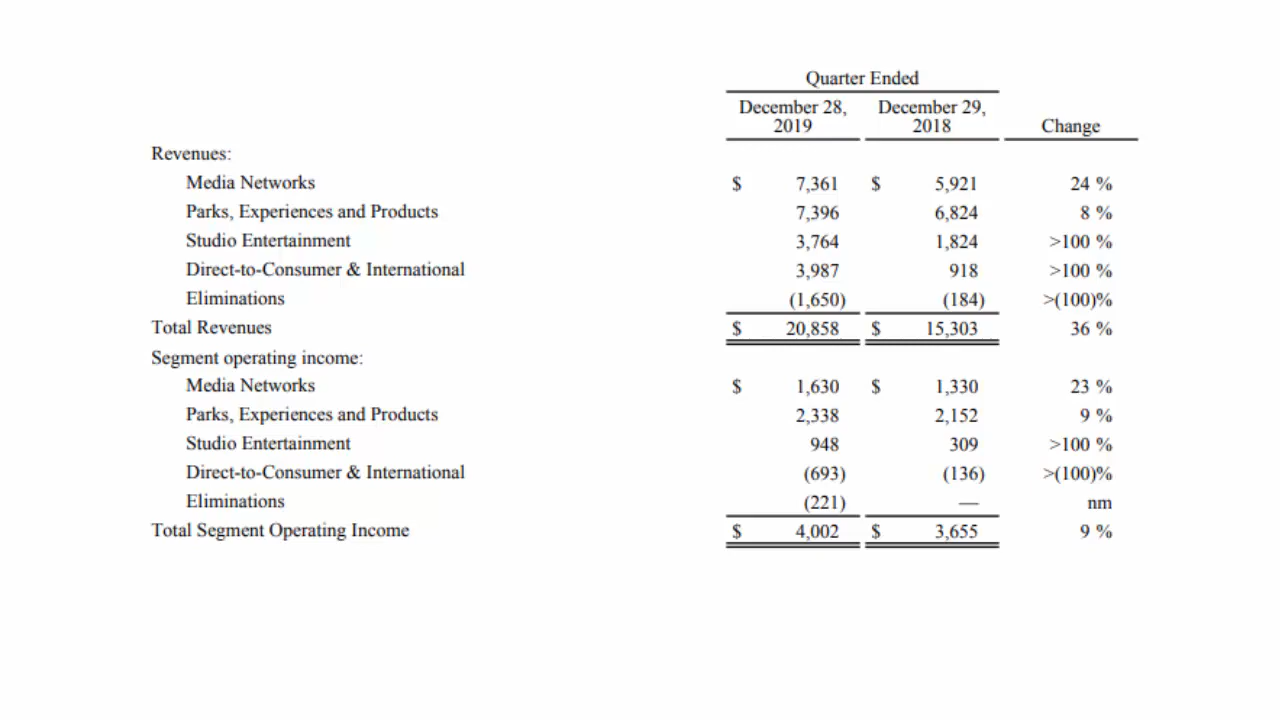 Quarter Ended
December 28, 2019 December 29, 2018 Change
Revenues:
Media Networks $ 7,361 $ 5,921 24 %
Parks, Experiences and Products 7,396 6,824 8 %
Studio Entertainment 3,764 1,824 >100 %
Direct-to-Consumer & International 3,987 918 >100 %
Eliminations (1,650) (184) >(100)%
Total Revenues $ 20,858 $ 15,303 36 %
Segment operating income:
Media Networks $ 1,630 $ 1,330 23 %
Parks, Experiences and Products 2,338 2,152 9 %
Studio Entertainment 948 309 >100 %
Direct-to-Consumer & International (693) (136) >(100)%
Eliminations (221) — nm
Total Segment Operating Income $ 4,002 $ 3,655 9 %